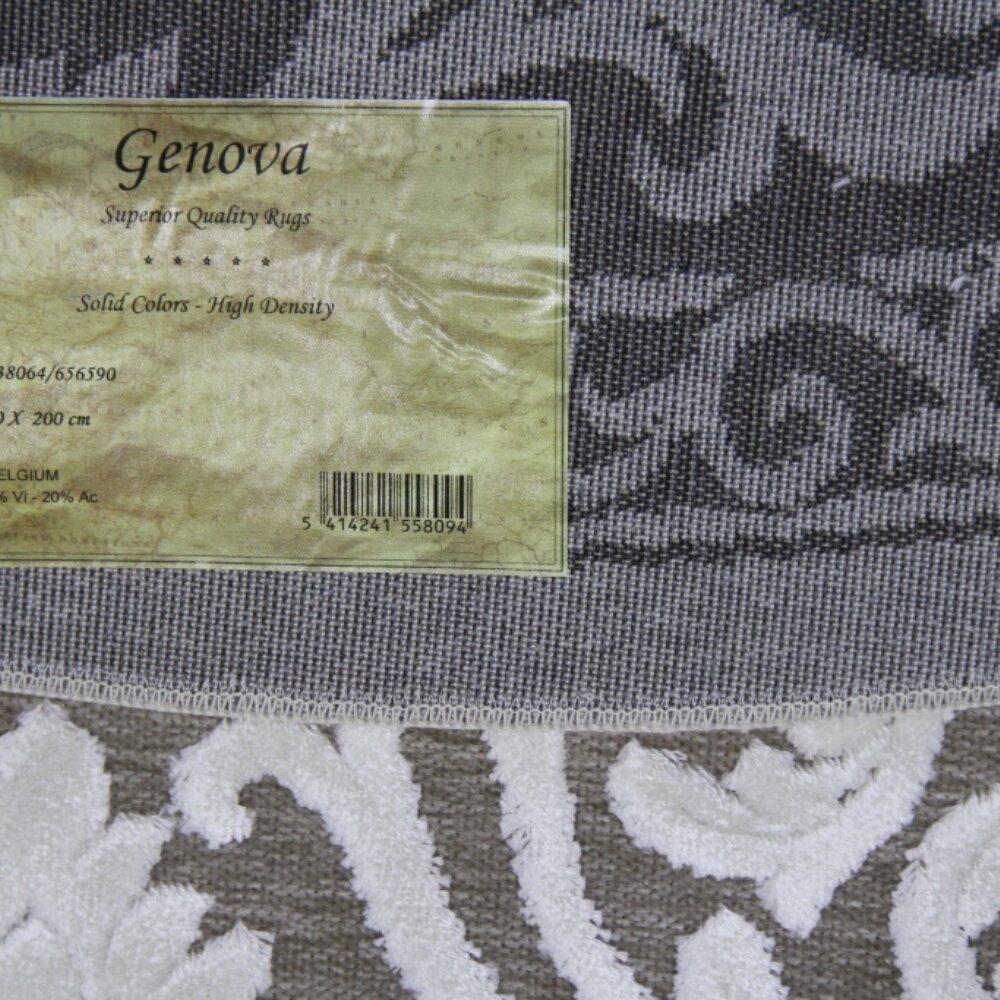 Genova
Superior Quality Rugs
* * * * *
Solid Colors - High Density
38064/656590
0 X 200 cm
ELGIUM
% Vi - 20% Ac
5 414241 558094